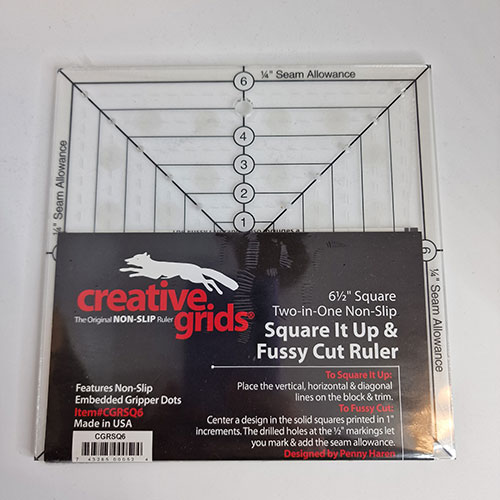 6
¼" Seam Allowance
4
3
2
1
¼" Seam Allowance
6
¼" Seam Allowance
creative
grids®
The Original NON-SLIP Ruler
6½" Square
Two-in-One Non-Slip
Square It Up &
Fussy Cut Ruler
To Square It Up:
Place the vertical, horizontal & diagonal
lines on the block & trim.
To Fussy Cut:
Center a design in the solid squares printed in 1"
increments. The drilled holes at the ½" markings let
you mark & add the seam allowance.
Designed by Penny Haren
Features Non-Slip
Embedded Gripper Dots
Item#CGRSQ6
Made in USA
CGRSQ6